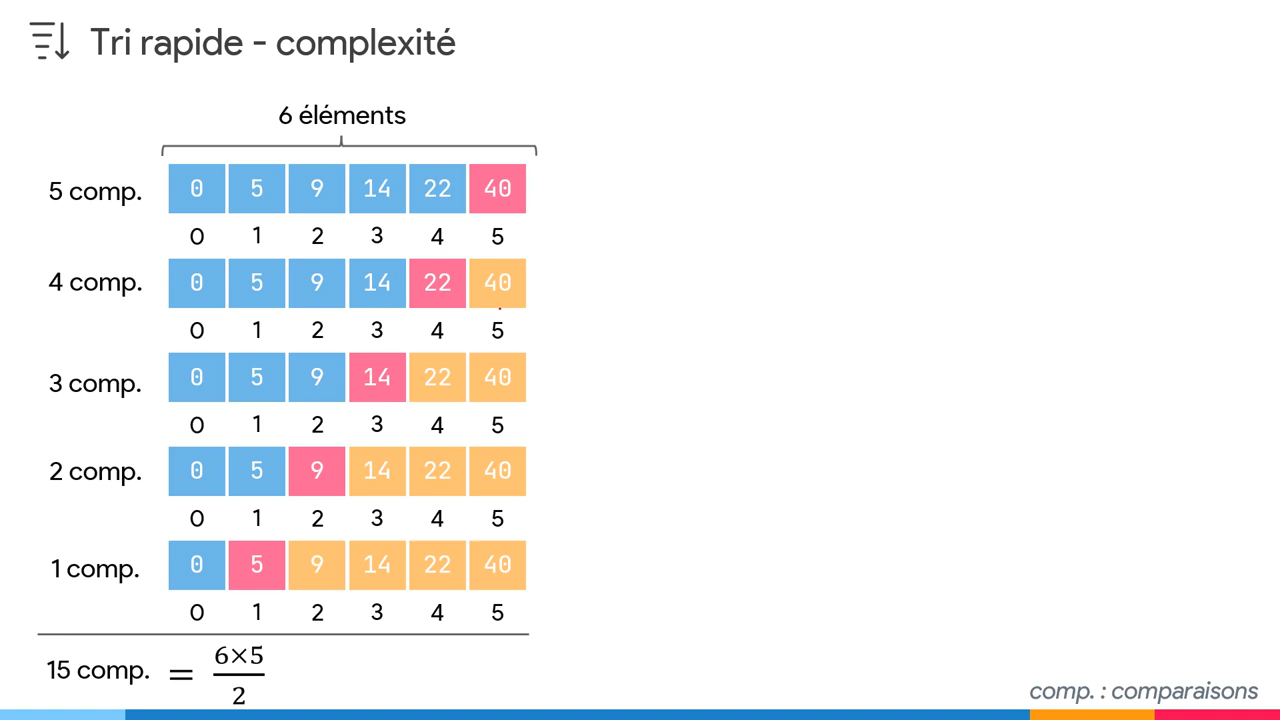 Tri rapide - complexité
6 éléments
5 comp. 0 5 9 14 22 40
0 1 2 3 4 5
4 comp. 0 5 9 14 22 40
0 1 2 3 4 5
3 comp. 0 5 9 14 22 40
0 1 2 3 4 5
2 comp. 0 5 9 14 22 40
0 1 2 3 4 5
1 comp. 0 5 9 14 22 40
0 1 2 3 4 5
15 comp. = 6×5
2
comp. : comparaisons